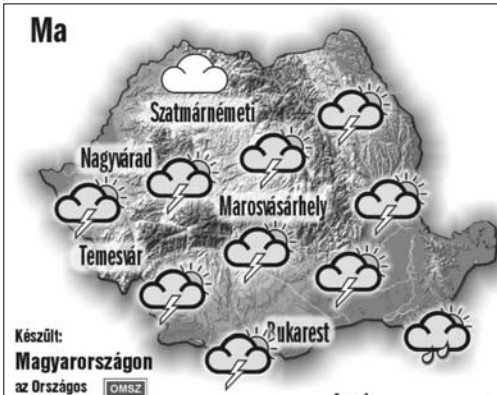 Ma
Szatmárnémeti
Nagyvárad
Marosvásárhely
Temesvár
Bukarest
Készült:
Magyarországon
az Országos OMSZ